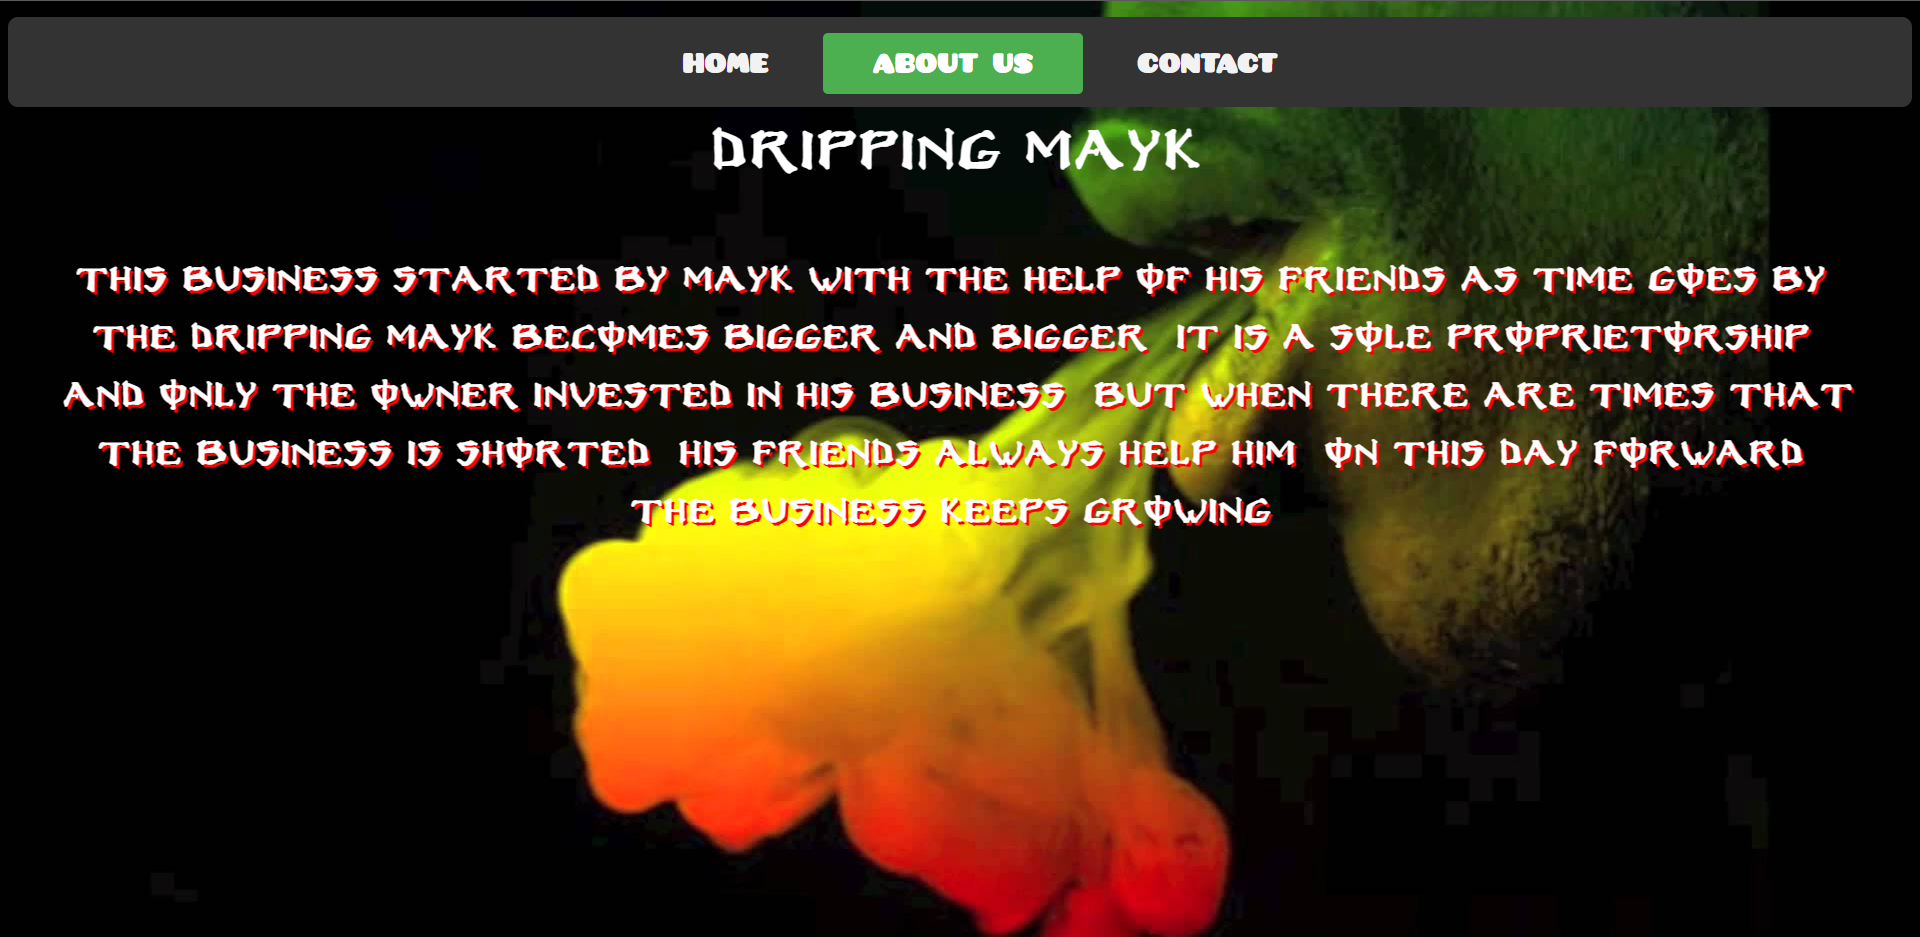 HOME ABOUT US CONTACT
DRIPPING MAYK
THIS BUSINESS STARTED BY MAYK WITH THE HELP OF HIS FRIENDS AS TIME GOES BY
THE DRIPPING MAYK BECOMES BIGGER AND BIGGER IT IS A SOLE PROPRIETORSHIP
AND ONLY THE OWNER INVESTED IN HIS BUSINESS BUT WHEN THERE ARE TIMES THAT
THE BUSINESS IS SHORTED HIS FRIENDS ALWAYS HELP HIM ON THIS DAY FORWARD
THE BUSINESS KEEPS GROWING